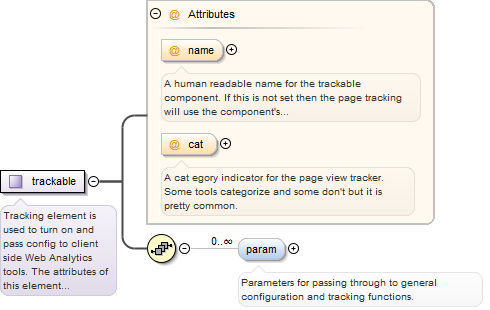 @ Attributes
@ name
A human readable name for the trackable
component. If this is not set then the page tracking
will use the component's...
@ cat
A cat egory indicator for the page view tracker.
Some tools categorize and some don't but it is
pretty common.
trackable
Tracking element is
used to turn on and
pass config to client
side Web Analytics
tools. The attributes of
this element...
0..∞
param
Parameters for passing through to general
configuration and tracking functions.